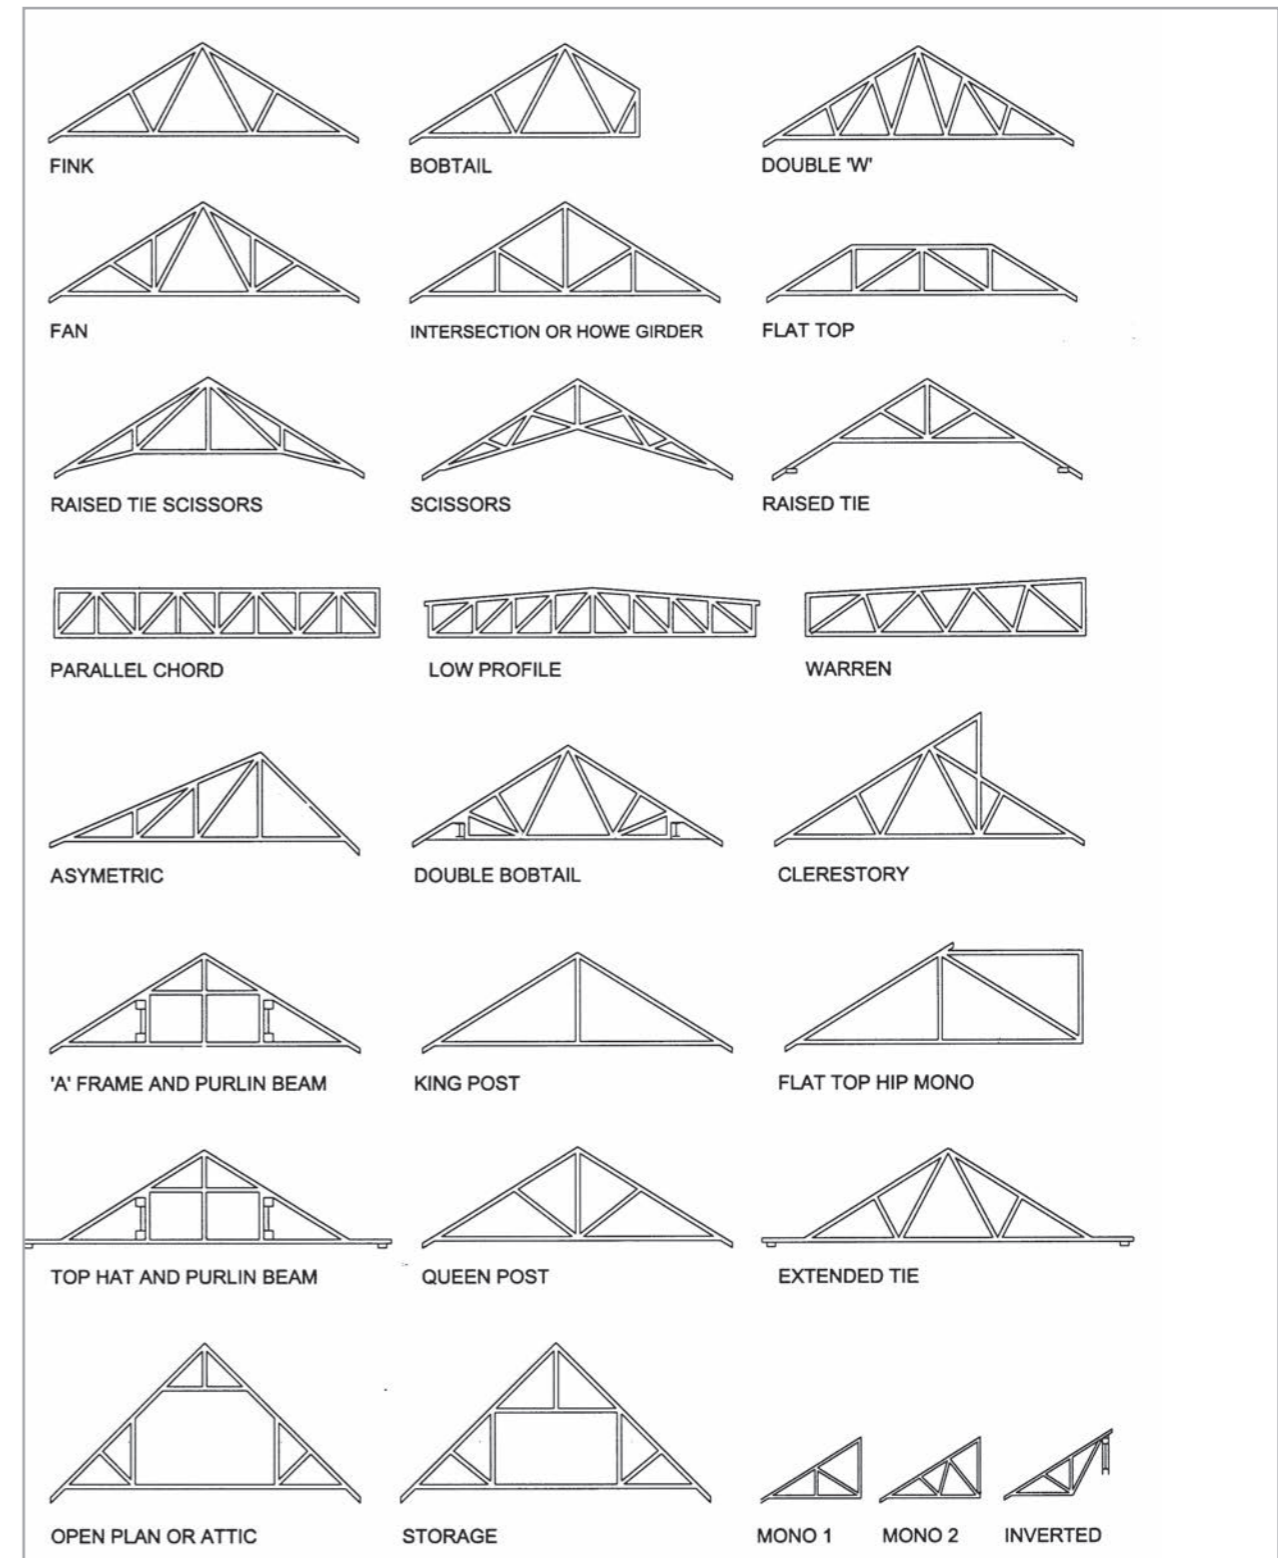 FINK
BOBTAIL
DOUBLE 'W'
FAN
INTERSECTION OR HOWE GIRDER
FLAT TOP
RAISED TIE SCISSORS
SCISSORS
RAISED TIE
PARALLEL CHORD
LOW PROFILE
WARREN
ASYMETRIC
DOUBLE BOBTAIL
CLERESTORY
'A' FRAME AND PURLIN BEAM
KING POST
FLAT TOP HIP MONO
TOP HAT AND PURLIN BEAM
QUEEN POST
EXTENDED TIE
OPEN PLAN OR ATTIC
STORAGE
MONO 1
MONO 2
INVERTED